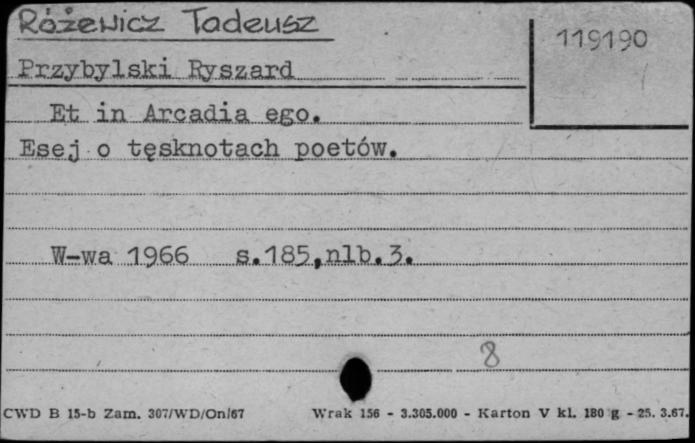 Różewicz Tadeusz
119190
Przybylski Ryszard
Et in Arcadia ego.
Esej o tęsknotach poetów.
W-wa 1966 s.185,nlb.3.
8
CWD B 15-b Zam. 307/WD/On/67 Wrak 156 - 3.305.000 - Karton V kl. 180 g - 25. 3.67.